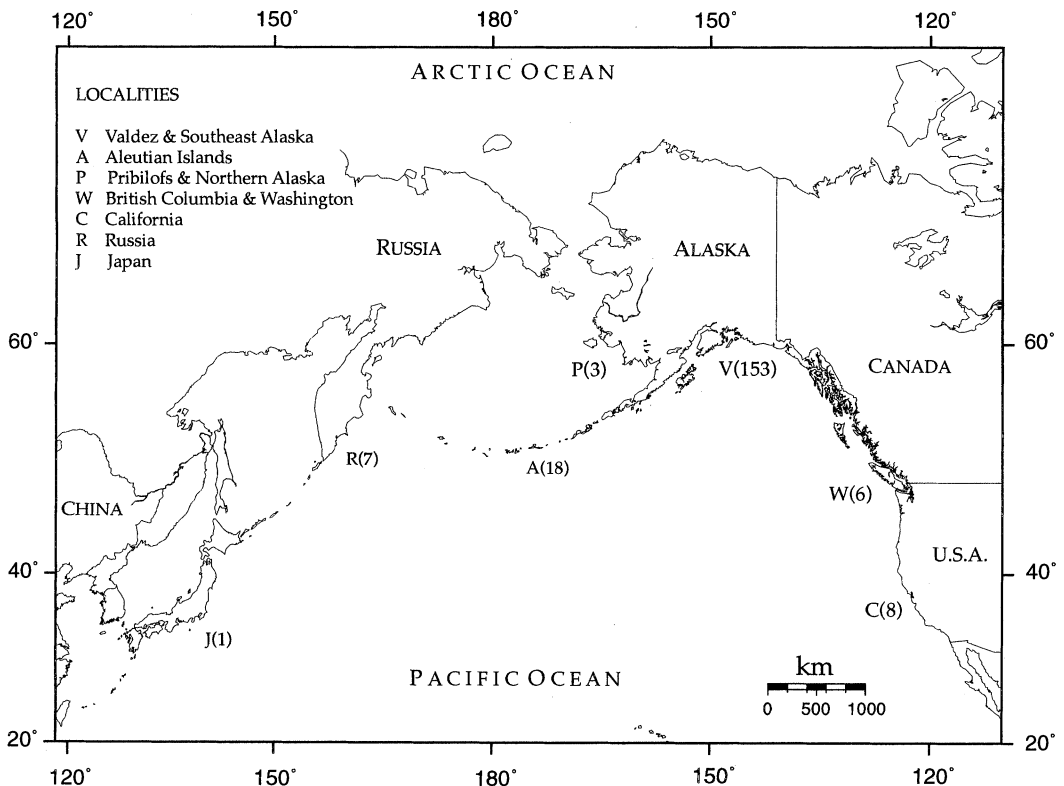 120° 150° 180° 150° 120°
ARCTIC OCEAN
LOCALITIES
V Valdez & Southeast Alaska
A Aleutian Islands
P Pribilofs & Northern Alaska
W British Columbia & Washington
C California
R Russia
J Japan
RUSSIA
ALASKA
60° 60°
P(3)
V(153)
CANADA
R(7)
A(18)
W(6)
CHINA
U.S.A.
40° 40°
C(8)
J(1)
km
PACIFIC OCEAN
0 500 1000
20° 20°
120° 150° 180° 150° 120°